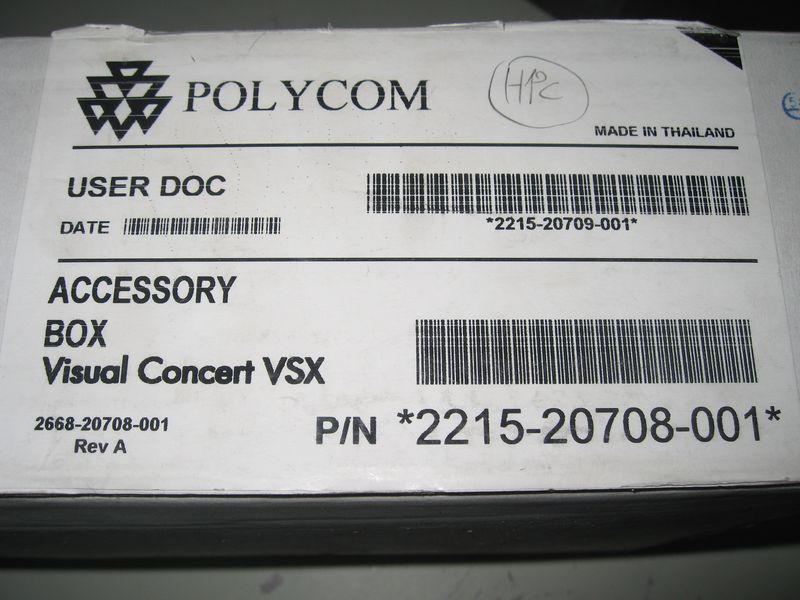 POLYCOM
MADE IN THAILAND
USER DOC
DATE
*2215-20709-001*
ACCESSORY
BOX
Visual Concert VSX
2668-20708-001
Rev A
P/N *2215-20708-001*